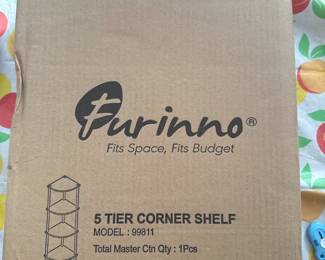 Furinno®
Fits Space, Fits Budget
5 TIER CORNER SHELF
MODEL : 99811
Total Master Ctn Qty : 1Pcs